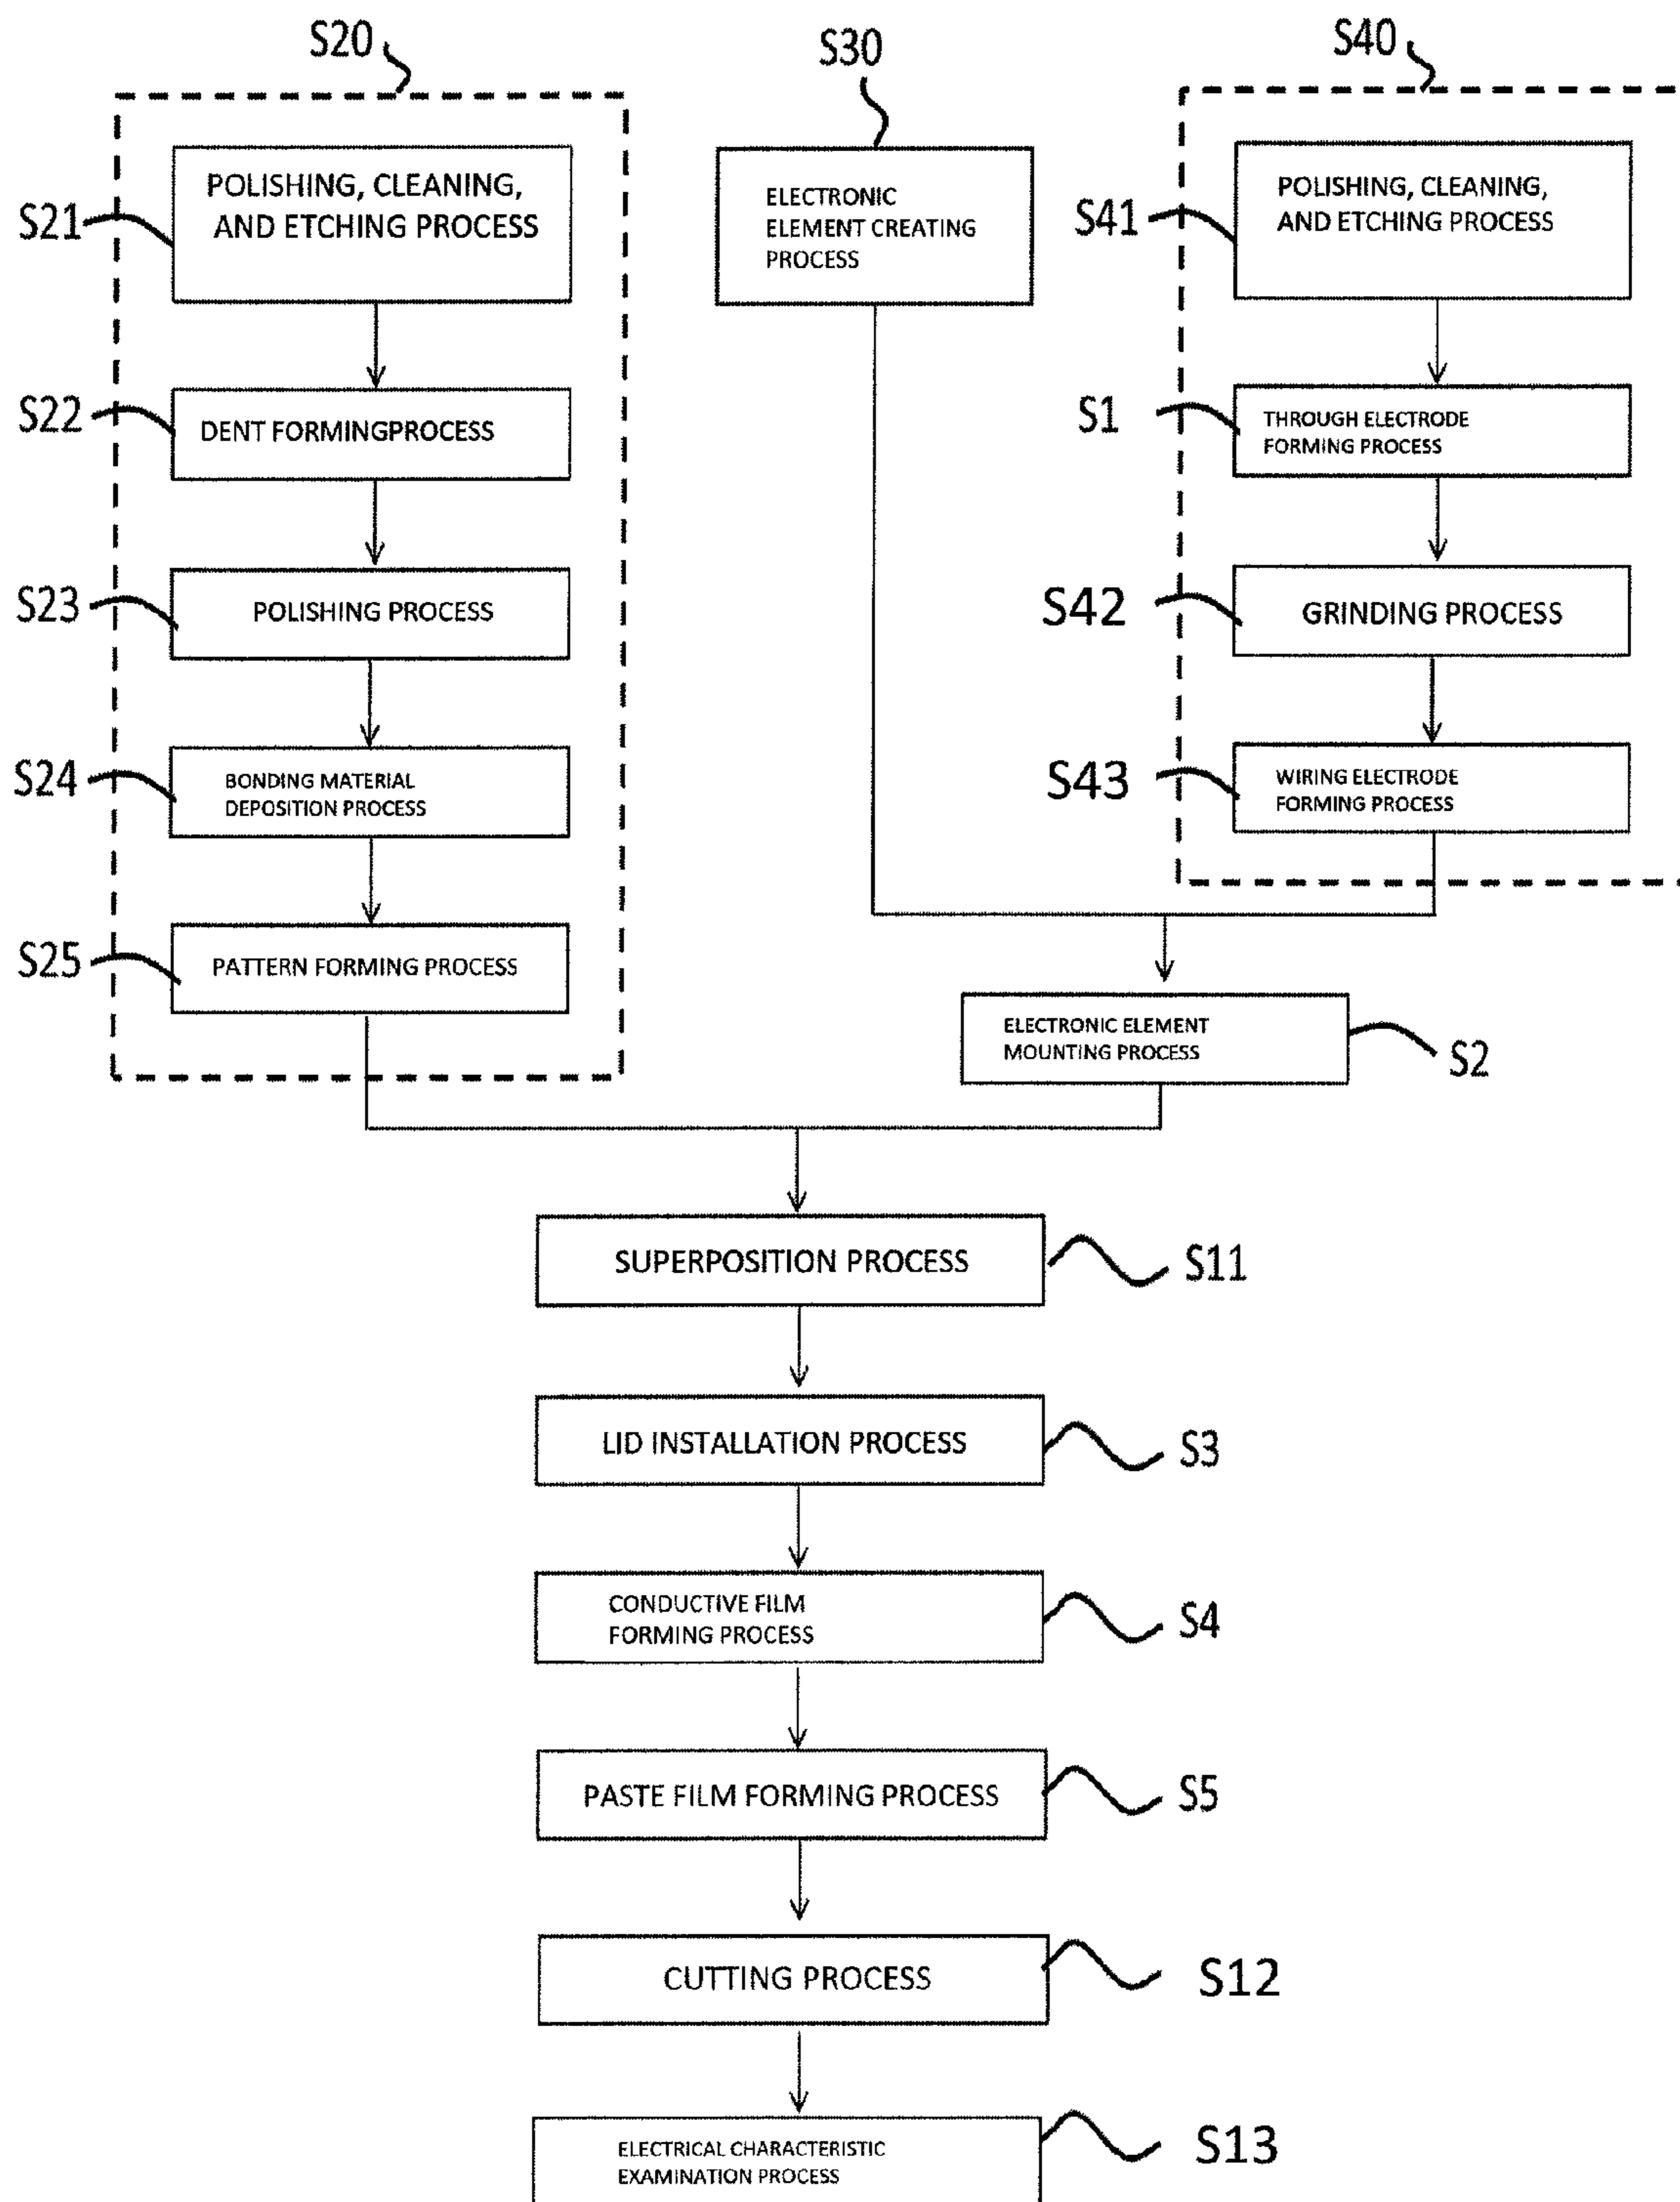 S20
S30
S40
S21
POLISHING, CLEANING,
AND ETCHING PROCESS
ELECTRONIC
ELEMENT CREATING
PROCESS
S41
POLISHING, CLEANING,
AND ETCHING PROCESS
S22
DENT FORMINGPROCESS
S1
THROUGH ELECTRODE
FORMING PROCESS
S23
POLISHING PROCESS
S42
GRINDING PROCESS
S24
BONDING MATERIAL
DEPOSITION PROCESS
S43
WIRING ELECTRODE
FORMING PROCESS
S25
PATTERN FORMING PROCESS
ELECTRONIC ELEMENT
MOUNTING PROCESS
S2
SUPERPOSITION PROCESS
S11
LID INSTALLATION PROCESS
S3
CONDUCTIVE FILM
FORMING PROCESS
S4
PASTE FILM FORMING PROCESS
S5
CUTTING PROCESS
S12
ELECTRICAL CHARACTERISTIC
EXAMINATION PROCESS
S13